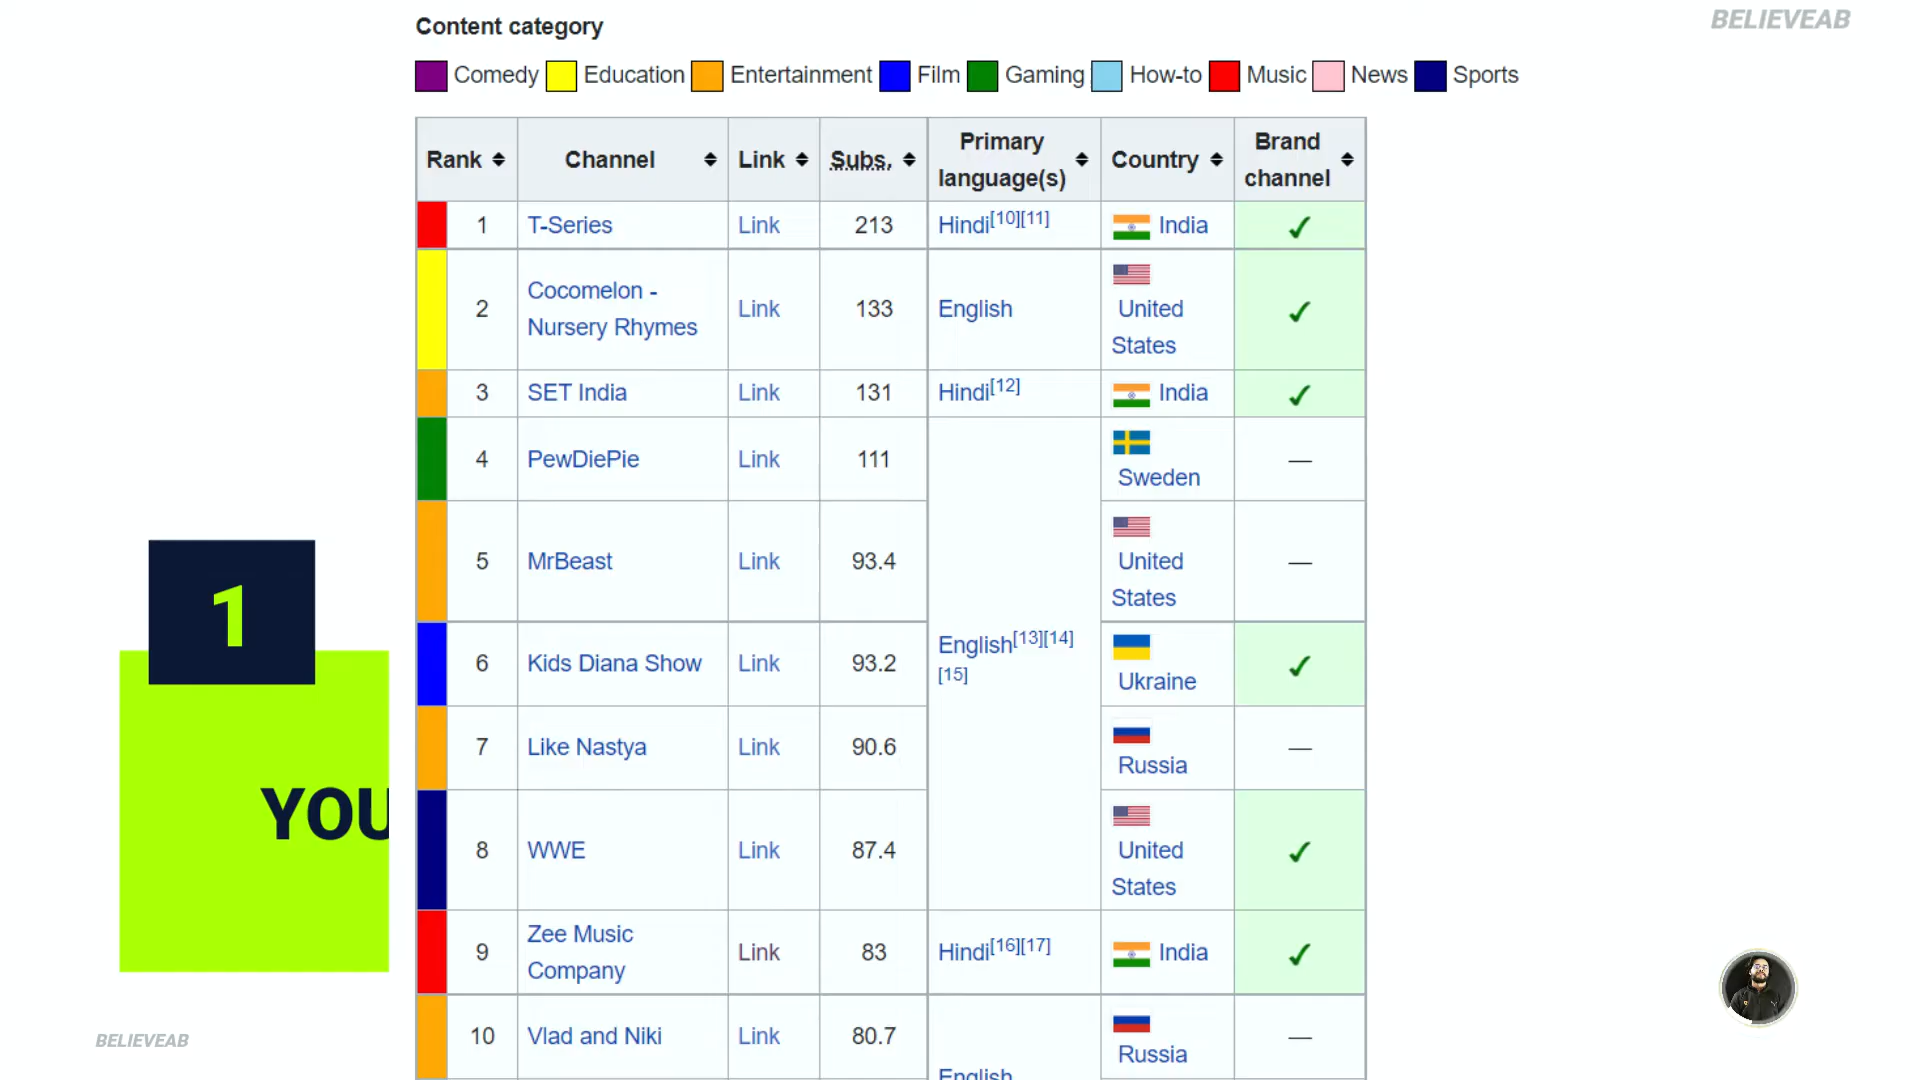 Content category
BELIEVEAB
Comedy Education Entertainment Film Gaming How-to Music News Sports
Rank Channel Link Subs. Primary language(s) Country Brand channel
1 T-Series Link 213 Hindi[10][11] India ✓
2 Cocomelon - Nursery Rhymes Link 133 English United States ✓
3 SET India Link 131 Hindi[12] India ✓
4 PewDiePie Link 111 English[13][14][15] Sweden —
5 MrBeast Link 93.4 United States —
6 Kids Diana Show Link 93.2 Ukraine ✓
7 Like Nastya Link 90.6 Russia —
8 WWE Link 87.4 United States ✓
9 Zee Music Company Link 83 Hindi[16][17] India ✓
10 Vlad and Niki Link 80.7 English Russia —
1
YOU
BELIEVEAB